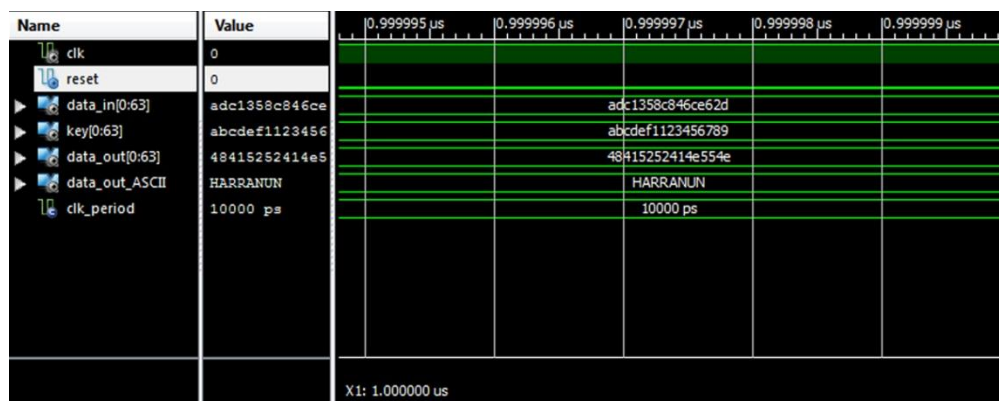 Name Value 0.999995 us 0.999996 us 0.999997 us 0.999998 us 0.999999 us
clk 0
reset 0
data_in[0:63] adc1358c846ce adc1358c846ce62d
key[0:63] abcdef1123456 abcdef1123456789
data_out[0:63] 48415252414e5 48415252414e554e
data_out_ASCII HARRANUN HARRANUN
clk_period 10000 ps 10000 ps
X1: 1.000000 us